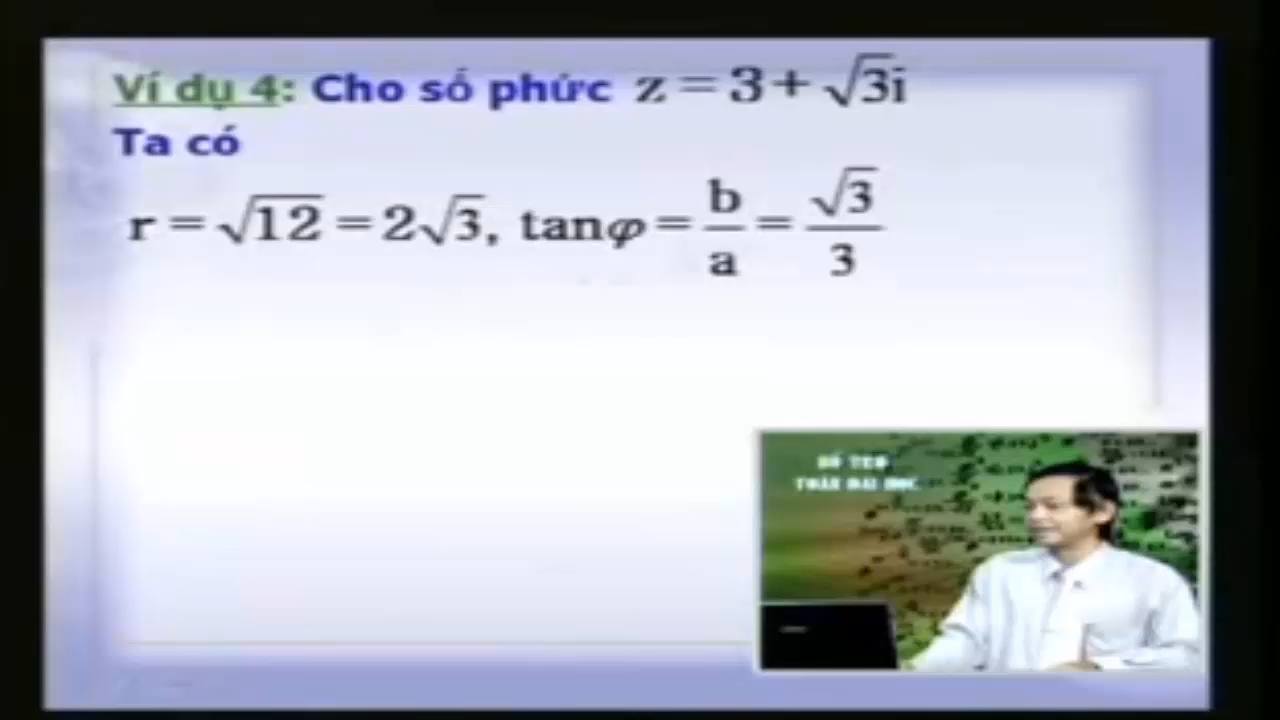 Ví dụ 4: Cho số phức z = 3 + √3i
Ta có
r = √12 = 2√3, tanφ = b/a = √3/3